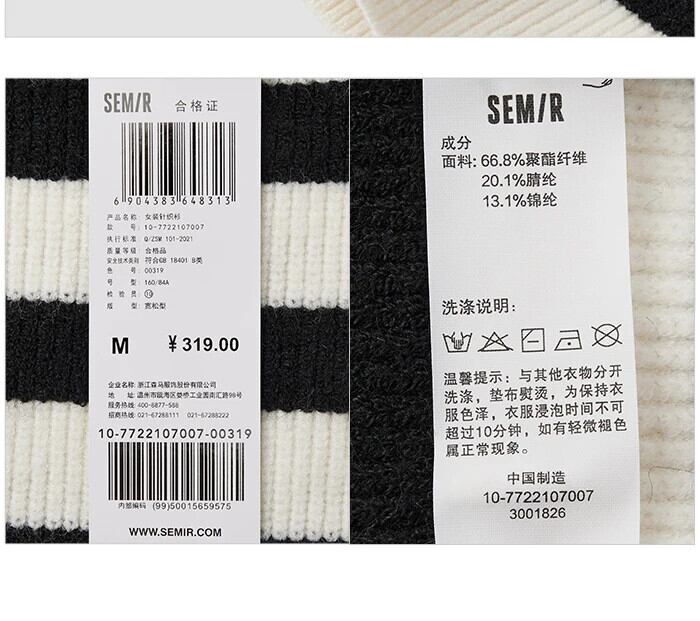 SEM/R 合格证
6 904383 648313
产品名称: 女装针织衫
款 号: 10-7722107007
执行标准: Q/ZSM 101-2021
质量等级: 合格品
安全技术类别 符合GB 18401 B类
色 号: 00319
号 型: 160/84A
检 验 员: 10
版 型: 宽松型
M ¥319.00
企业名称: 浙江森马服饰股份有限公司
地 址: 温州市瓯海区娄桥工业园南汇路98号
服务热线: 400-8877-588
招商热线: 021-67288111 021-67288222
10-7722107007-00319
内部编码 (99)50015659575
WWW.SEMIR.COM
SEM/R
成分
面料: 66.8%聚酯纤维
20.1%腈纶
13.1%锦纶
洗涤说明:
温馨提示: 与其他衣物分开
洗涤, 垫布熨烫, 为保持衣
服色泽, 衣服浸泡时间不可
超过10分钟, 如有轻微褪色
属正常现象。
中国制造
10-7722107007
3001826